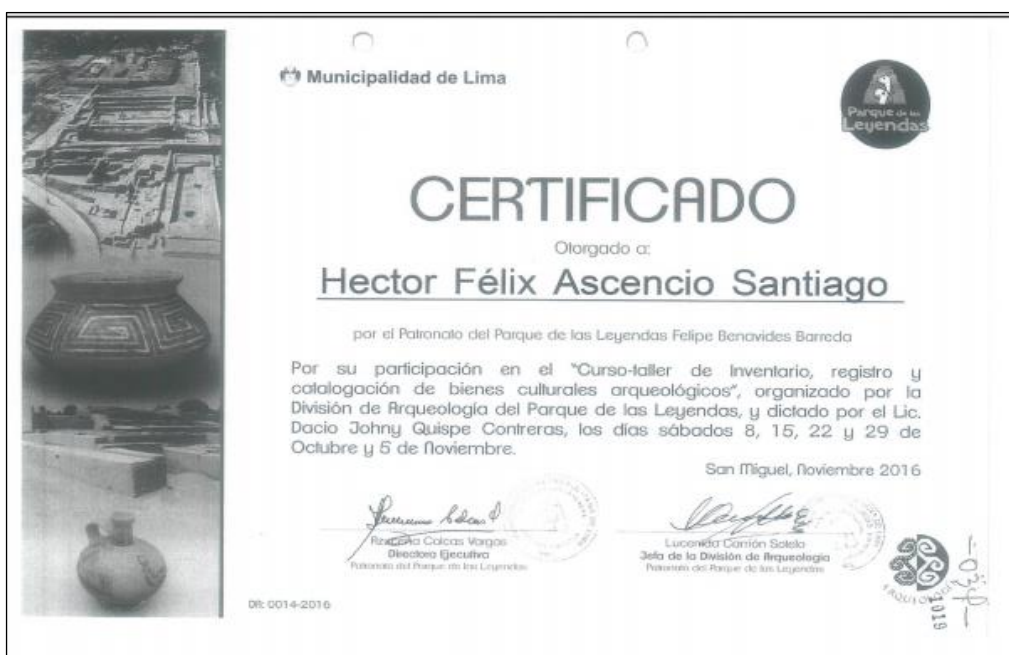 Municipalidad de Lima
Parque de las
Leyendas
CERTIFICADO
Otorgado a:
Hector Félix Ascencio Santiago
por el Patronato del Parque de las Leyendas Felipe Benavides Barreda
Por su participación en el "Curso-taller de Inventario, registro y
catalogación de bienes culturales arqueológicos", organizado por la
División de Arqueología del Parque de las Leyendas, y dictado por el Lic.
Dacio Johny Quispe Contreras, los días sábados 8, 15, 22 y 29 de
Octubre y 5 de Noviembre.
San Miguel, Noviembre 2016
Colcas Vargas
Directora Ejecutiva
Patronato del Parque de las Leyendas
Lucenida Carrión Sotelo
Jefa de la División de Arqueología
Patronato del Parque de las Leyendas
DA: 0014-2016
1019